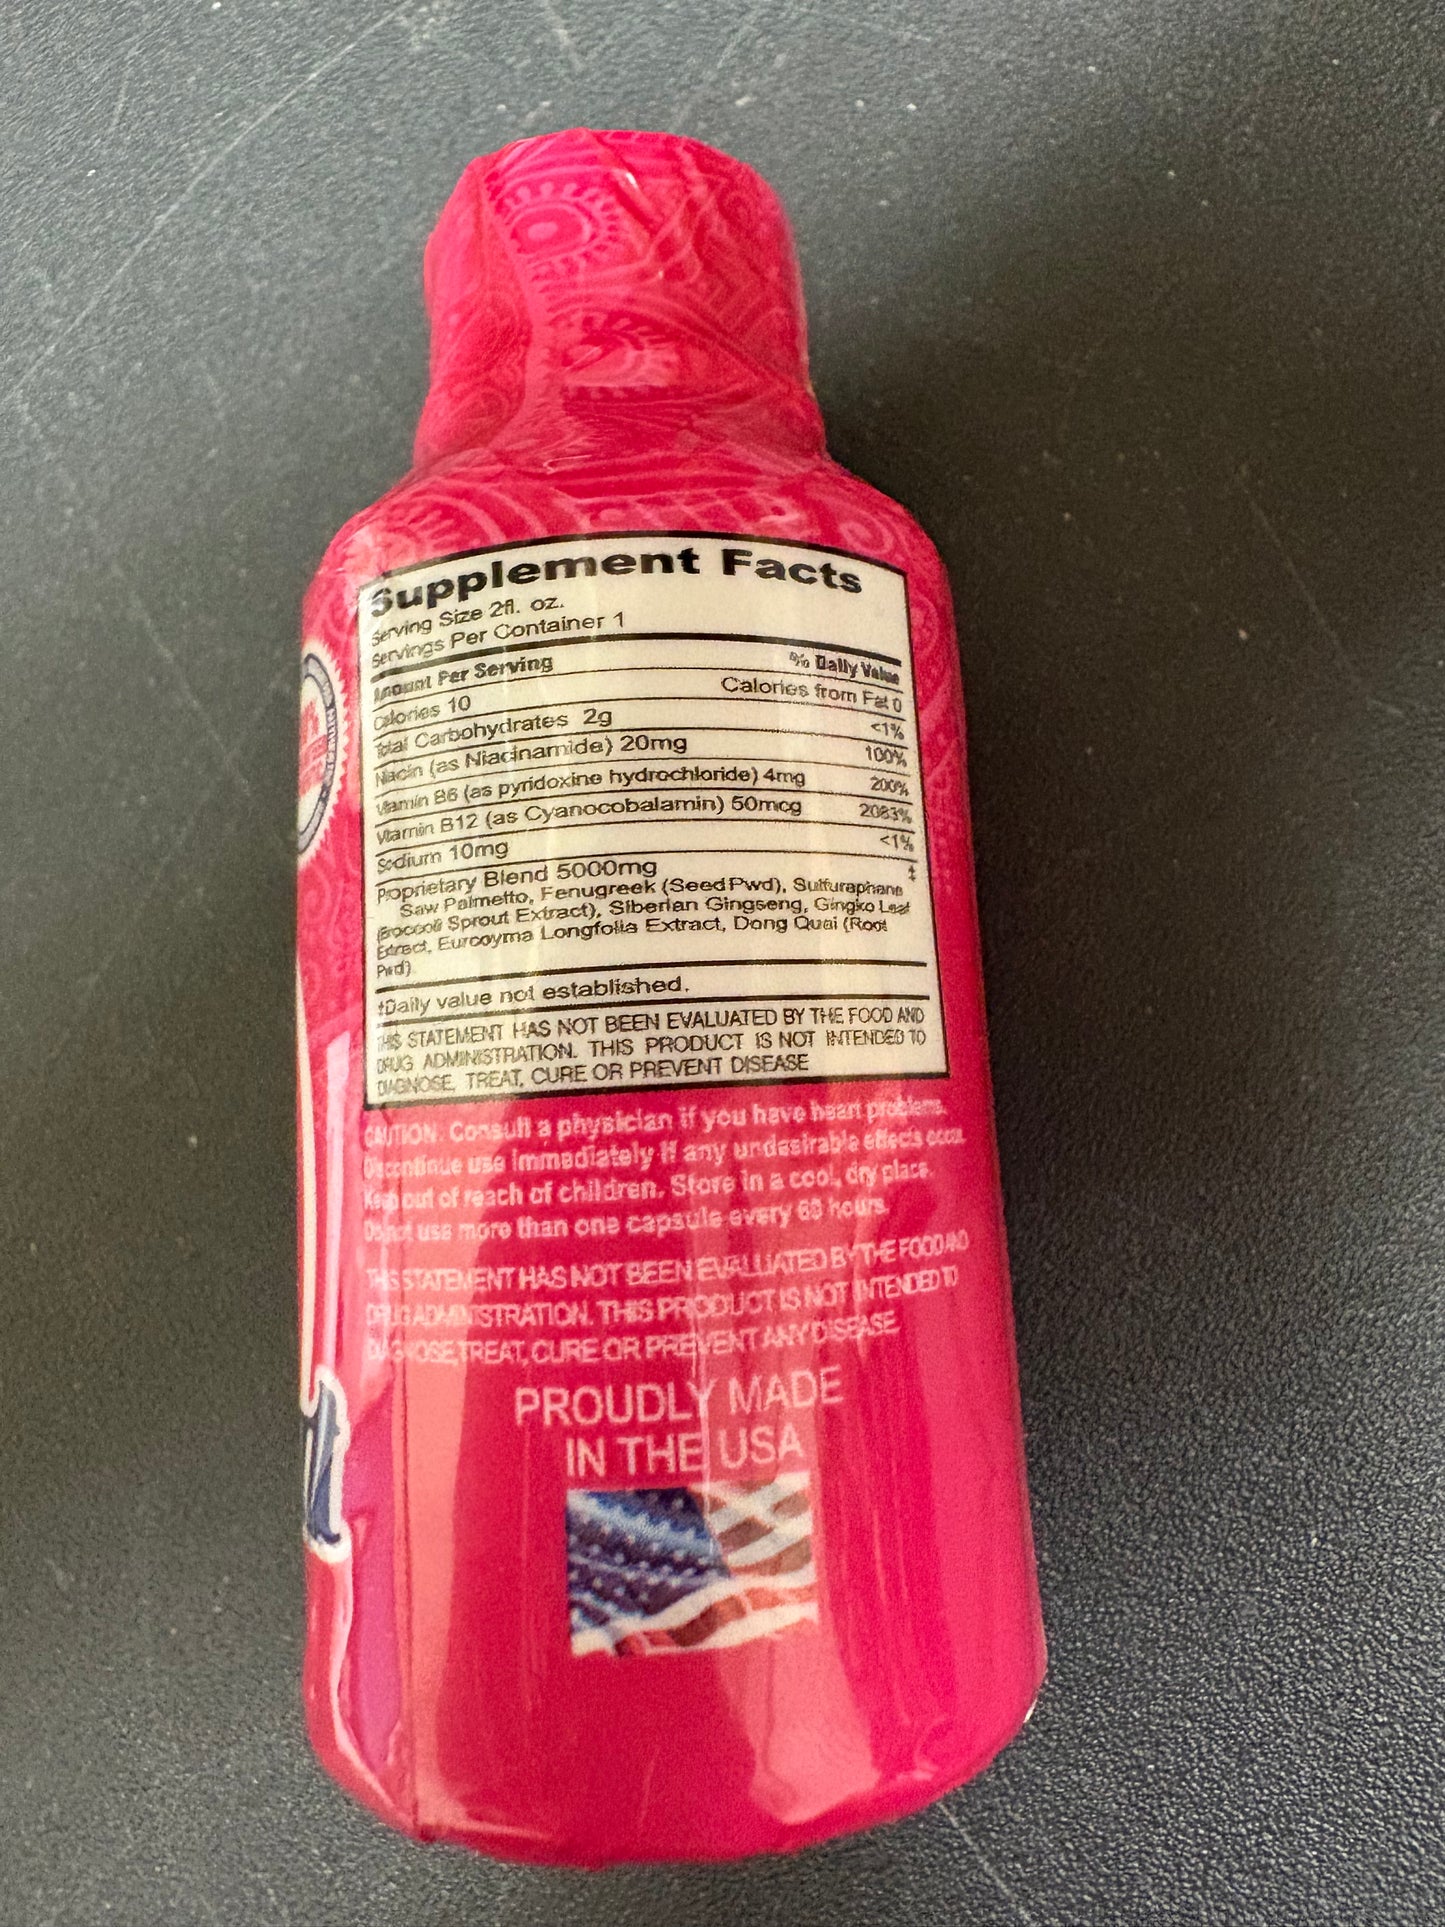 Supplement Facts
Serving Size 2fl. oz.
Servings Per Container 1
Amount Per Serving % Daily Value
Calories 10 Calories from Fat 0
Total Carbohydrates 2g <1%
Niacin (as Niacinamide) 20mg 100%
Vitamin B6 (as pyridoxine hydrochloride) 4mg 200%
Vitamin B12 (as Cyanocobalamin) 50mcg 2083%
Sodium 10mg <1%
Proprietary Blend 5000mg ‡
Saw Palmetto, Fenugreek (Seed Pwd), Sulfuraphane
(Broccoli Sprout Extract), Siberian Gingseng, Gingko Leaf
Extract, Eurcoyma Longfolia Extract, Dong Quai (Root
Pwd)
‡Daily value not established.
THIS STATEMENT HAS NOT BEEN EVALUATED BY THE FOOD AND
DRUG ADMINISTRATION. THIS PRODUCT IS NOT INTENDED TO
DIAGNOSE, TREAT, CURE OR PREVENT DISEASE
CAUTION. Consult a physician if you have heart problems.
Discontinue use immediately if any undesirable effects occur.
Keep out of reach of children. Store in a cool, dry place.
Do not use more than one capsule every hours.
THIS STATEMENT HAS NOT BEEN EVALUATED BY THE FOOD AND
DRUG ADMINISTRATION. THIS PRODUCT IS NOT INTENDED TO
DIAGNOSE, TREAT, CURE OR PREVENT ANY DISEASE
PROUDLY MADE
IN THE USA